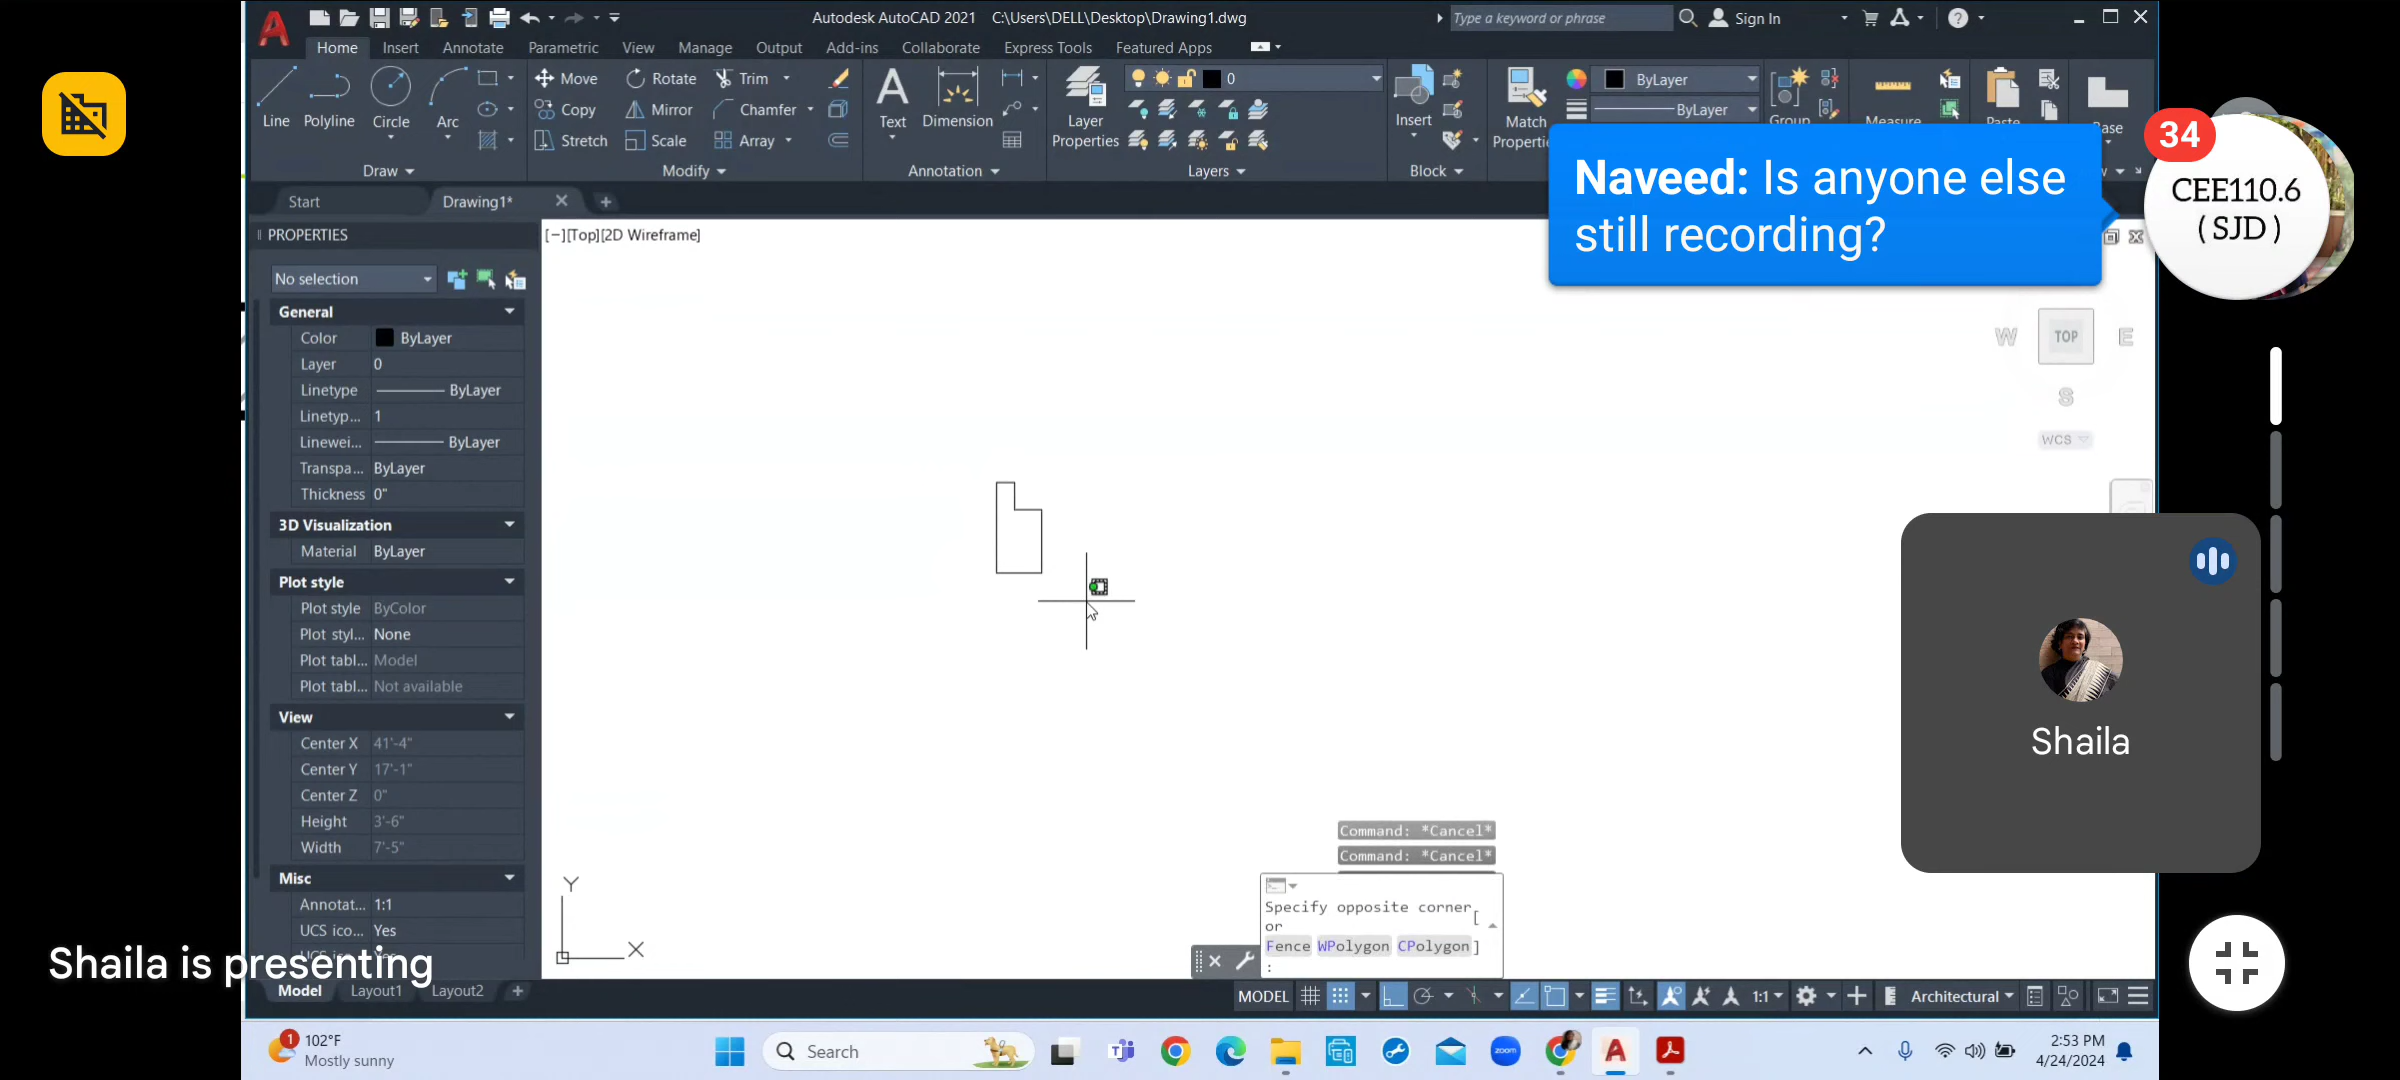 Autodesk AutoCAD 2021 C:\Users\DELL\Desktop\Drawing1.dwg
Type a keyword or phrase
Sign In
Home Insert Annotate Parametric View Manage Output Add-ins Collaborate Express Tools Featured Apps
Line Polyline Circle Arc
Move Rotate Trim
Copy Mirror Chamfer
Stretch Scale Array
Text Dimension
Layer Properties
0
Insert
Match
Properti
ByLayer
ByLayer
Group
Measure
Paste
Base
Draw Modify Annotation Layers Block
Start Drawing1*
Naveed: Is anyone else
still recording?
34
CEE110.6
( SJD )
PROPERTIES
[−][Top][2D Wireframe]
No selection
General
Color ByLayer
Layer 0
Linetype ByLayer
Linetyp... 1
Linewei... ByLayer
Transpa... ByLayer
Thickness 0"
3D Visualization
Material ByLayer
Plot style
Plot style ByColor
Plot styl... None
Plot tabl... Model
Plot tabl... Not available
View
Center X 41'-4"
Center Y 17'-1"
Center Z 0"
Height 3'-6"
Width 7'-5"
Misc
Annotat... 1:1
UCS ico... Yes
W TOP E
S
WCS
Shaila
Y
X
Command: *Cancel*
Command: *Cancel*
Specify opposite corner
or [
Fence WPolygon CPolygon]
:
Shaila is presenting
Model Layout1 Layout2
MODEL 1:1 Architectural
1
102°F
Mostly sunny
Search
zoom
2:53 PM
4/24/2024